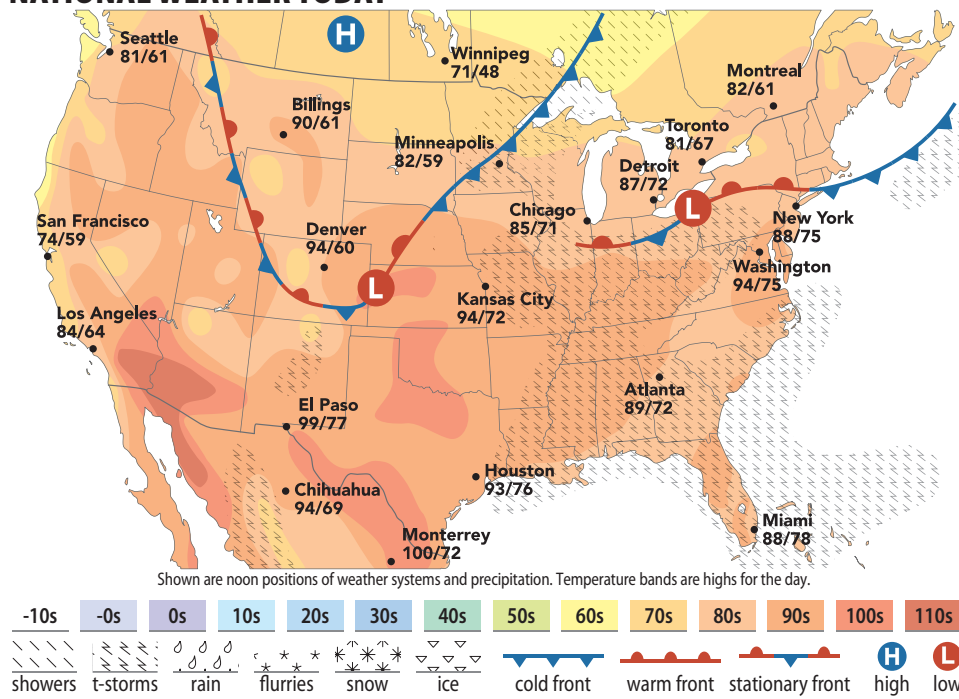 NATIONAL WEATHER TODAY
H
Seattle
81/61
Winnipeg
71/48
Montreal
82/61
Billings
90/61
Toronto
81/67
Minneapolis
82/59
Detroit
87/72
San Francisco
74/59
Denver
94/60
Chicago
85/71
L
New York
88/75
Washington
94/75
L
Kansas City
94/72
Los Angeles
84/64
Atlanta
89/72
El Paso
99/77
Houston
93/76
Chihuahua
94/69
Miami
88/78
Monterrey
100/72
Shown are noon positions of weather systems and precipitation. Temperature bands are highs for the day.
-10s -0s 0s 10s 20s 30s 40s 50s 60s 70s 80s 90s 100s 110s
H L
showers t-storms rain flurries snow ice cold front warm front stationary front high low